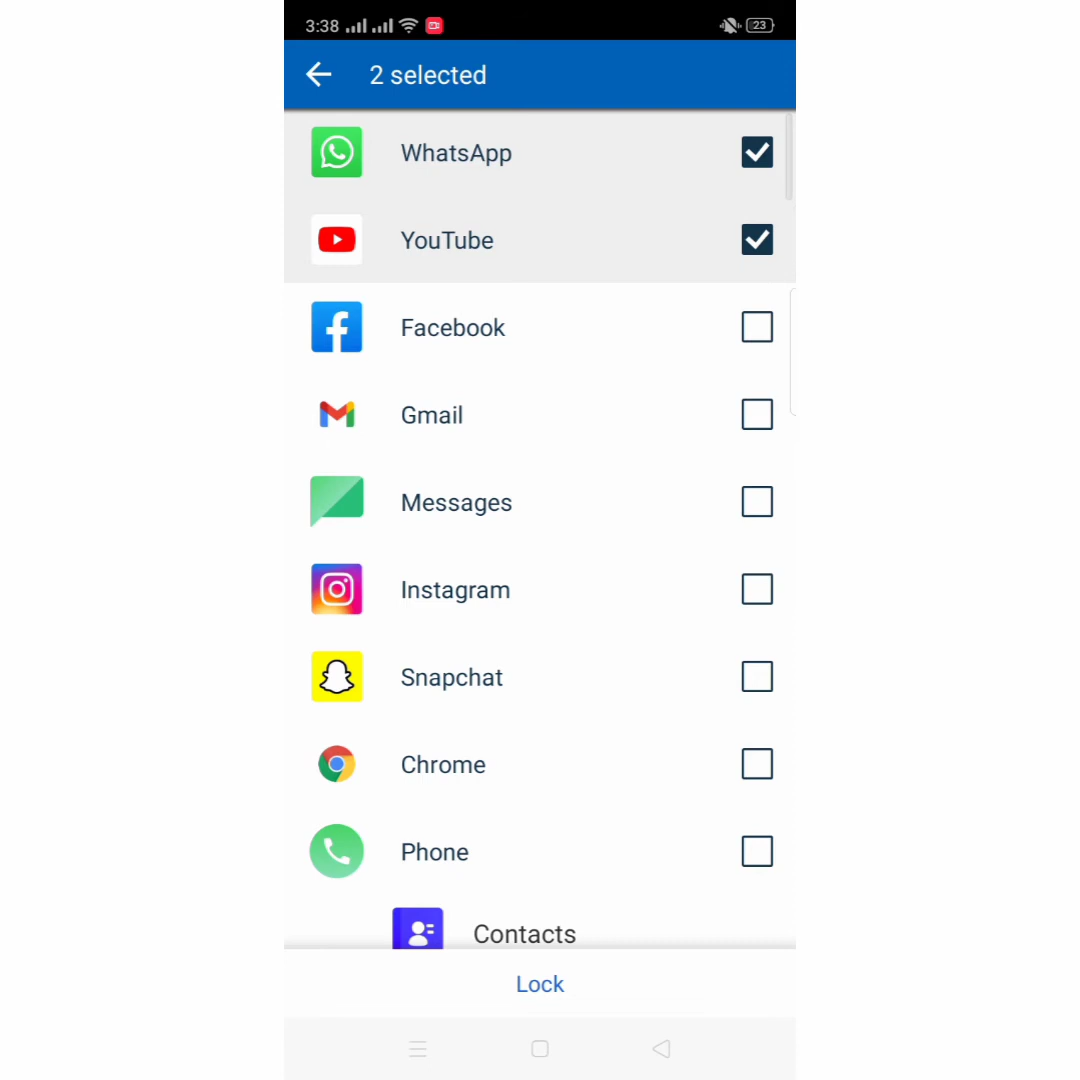 3:38 23
2 selected
WhatsApp
YouTube
Facebook
Gmail
Messages
Instagram
Snapchat
Chrome
Phone
Contacts
Lock